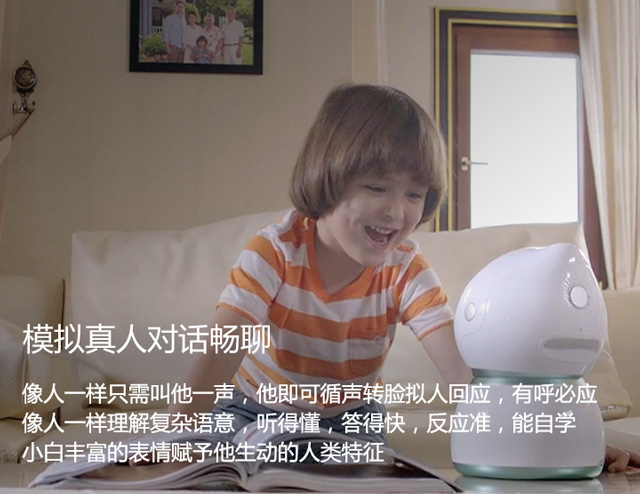 模拟真人对话畅聊
像人一样只需叫他一声，他即可循声转脸拟人回应，有呼必应
像人一样理解复杂语意，听得懂，答得快，反应准，能自学
小白丰富的表情赋予他生动的人类特征